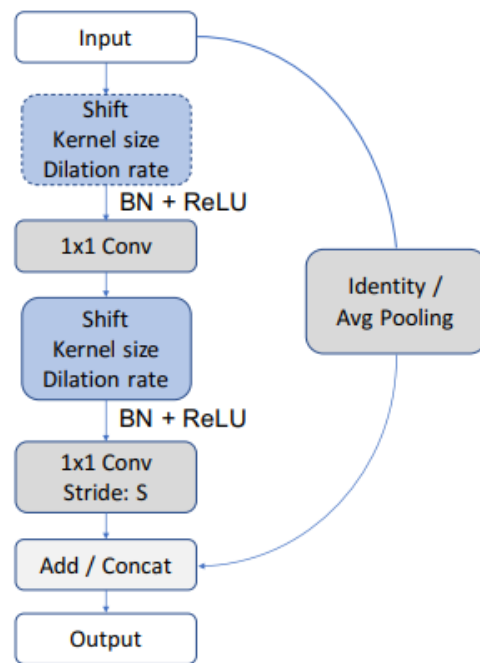 Input
Shift
Kernel size
Dilation rate
BN + ReLU
1x1 Conv
Identity /
Avg Pooling
Shift
Kernel size
Dilation rate
BN + ReLU
1x1 Conv
Stride: S
Add / Concat
Output